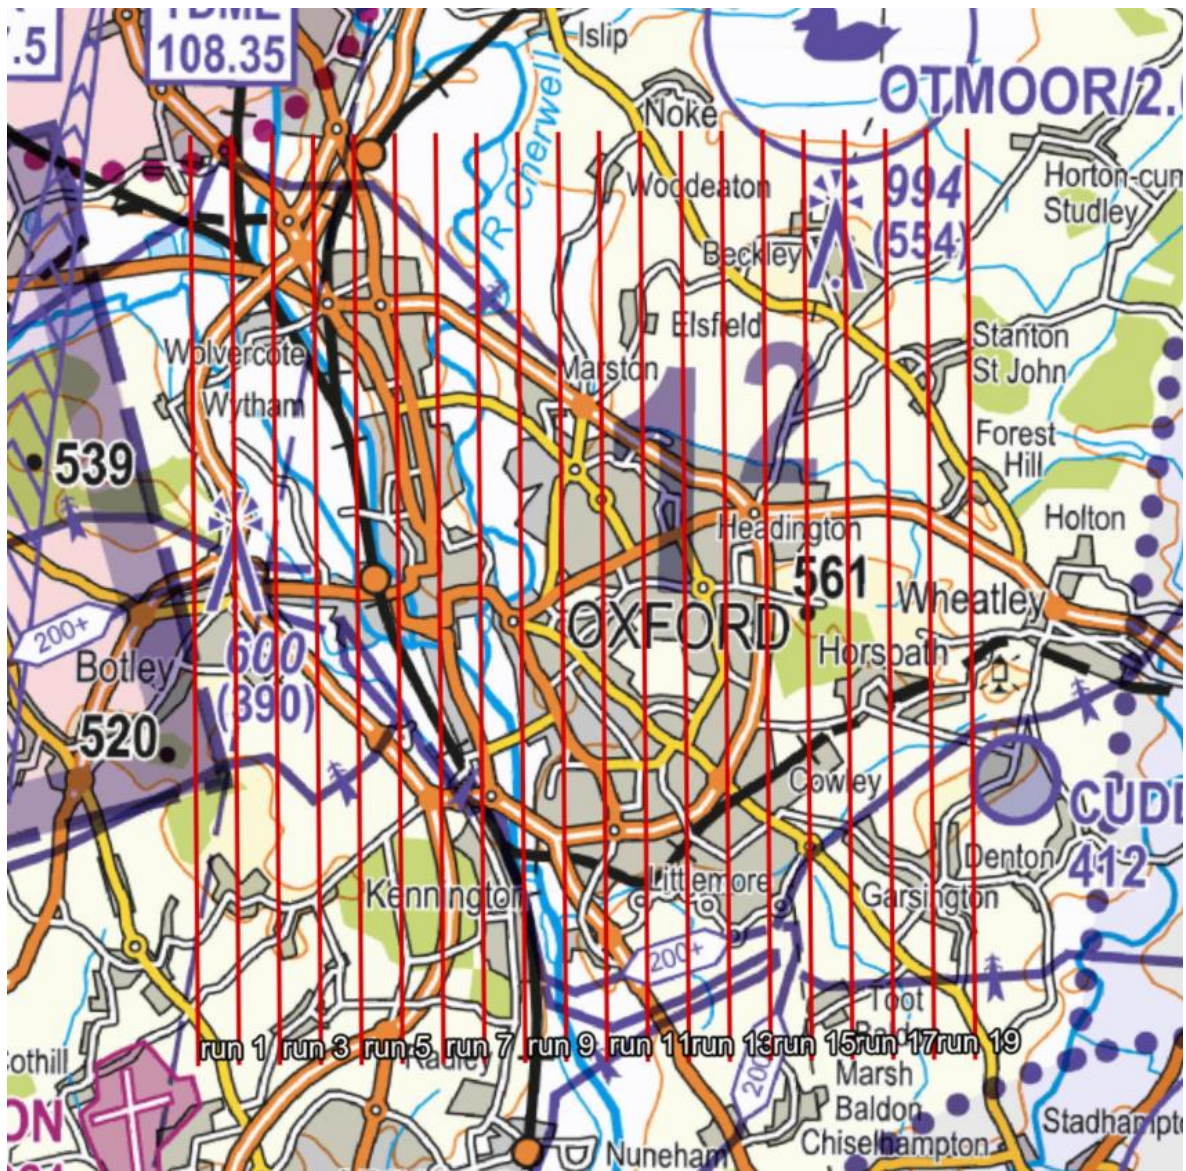 108.35
.5
Islip
R Cherwell
OTMOOR/2.
Noke
Woodeaton
994
(554)
Horton-cum
Studley
Beckley
Elsfield
Wolvercote
Marston
Stanton
St John
Wytham
12
Forest
Hill
539
Headington
Holton
561
OXFORD
Wheatley
200+
Botley
600
(390)
Horspath
520
Cowley
CUDD
412
Denton
Kennington
Littlemore
Garsington
200+
Toot
run 1
run 3
run 5
run 7
run 9
run 11
run 13
run 15
run 17
run 19
Radley
othill
Marsh
Baldon
200
ON
Chiselhampton
Stadhampt
Nuneham